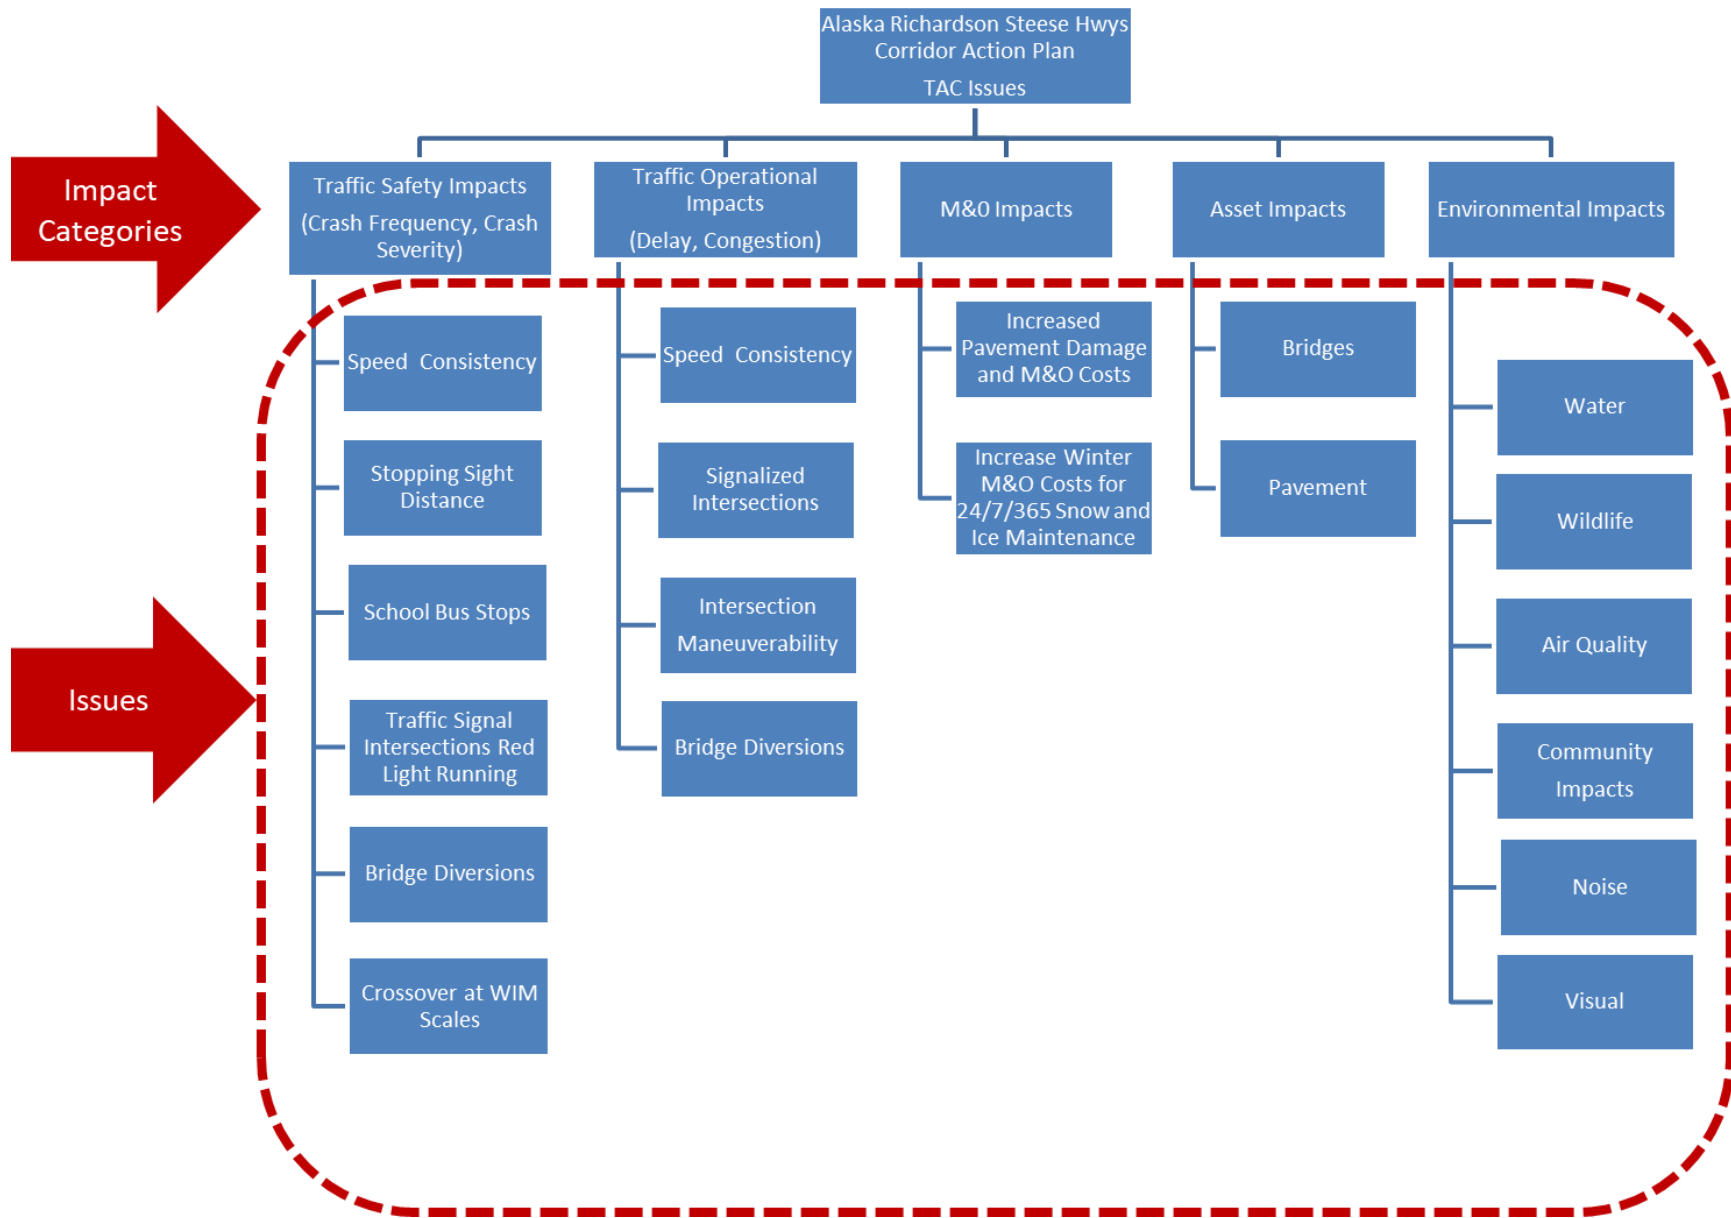 Alaska Richardson Steese Hwys
Corridor Action Plan
TAC Issues
Impact
Categories
Traffic Safety Impacts
(Crash Frequency, Crash
Severity)
Traffic Operational
Impacts
(Delay, Congestion)
M&0 Impacts
Asset Impacts
Environmental Impacts
Issues
Speed Consistency
Stopping Sight
Distance
School Bus Stops
Traffic Signal
Intersections Red
Light Running
Bridge Diversions
Crossover at WIM
Scales
Speed Consistency
Signalized
Intersections
Intersection
Maneuverability
Bridge Diversions
Increased
Pavement Damage
and M&O Costs
Increase Winter
M&O Costs for
24/7/365 Snow and
Ice Maintenance
Bridges
Pavement
Water
Wildlife
Air Quality
Community
Impacts
Noise
Visual